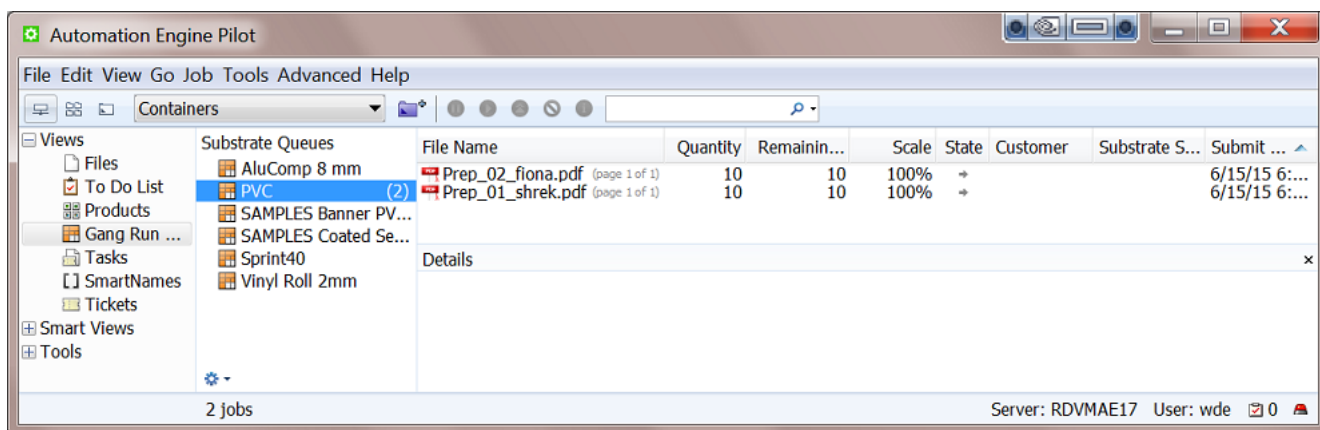 Automation Engine Pilot
File Edit View Go Job Tools Advanced Help
Containers
Views
Files
To Do List
Products
Gang Run ...
Tasks
SmartNames
Tickets
Smart Views
Tools
Substrate Queues
AluComp 8 mm
PVC (2)
SAMPLES Banner PV...
SAMPLES Coated Se...
Sprint40
Vinyl Roll 2mm
File Name Quantity Remainin... Scale State Customer Substrate S... Submit ...
Prep_02_fiona.pdf (page 1 of 1) 10 10 100% 6/15/15 6:...
Prep_01_shrek.pdf (page 1 of 1) 10 10 100% 6/15/15 6:...
Details
2 jobs
Server: RDVMAE17 User: wde 0